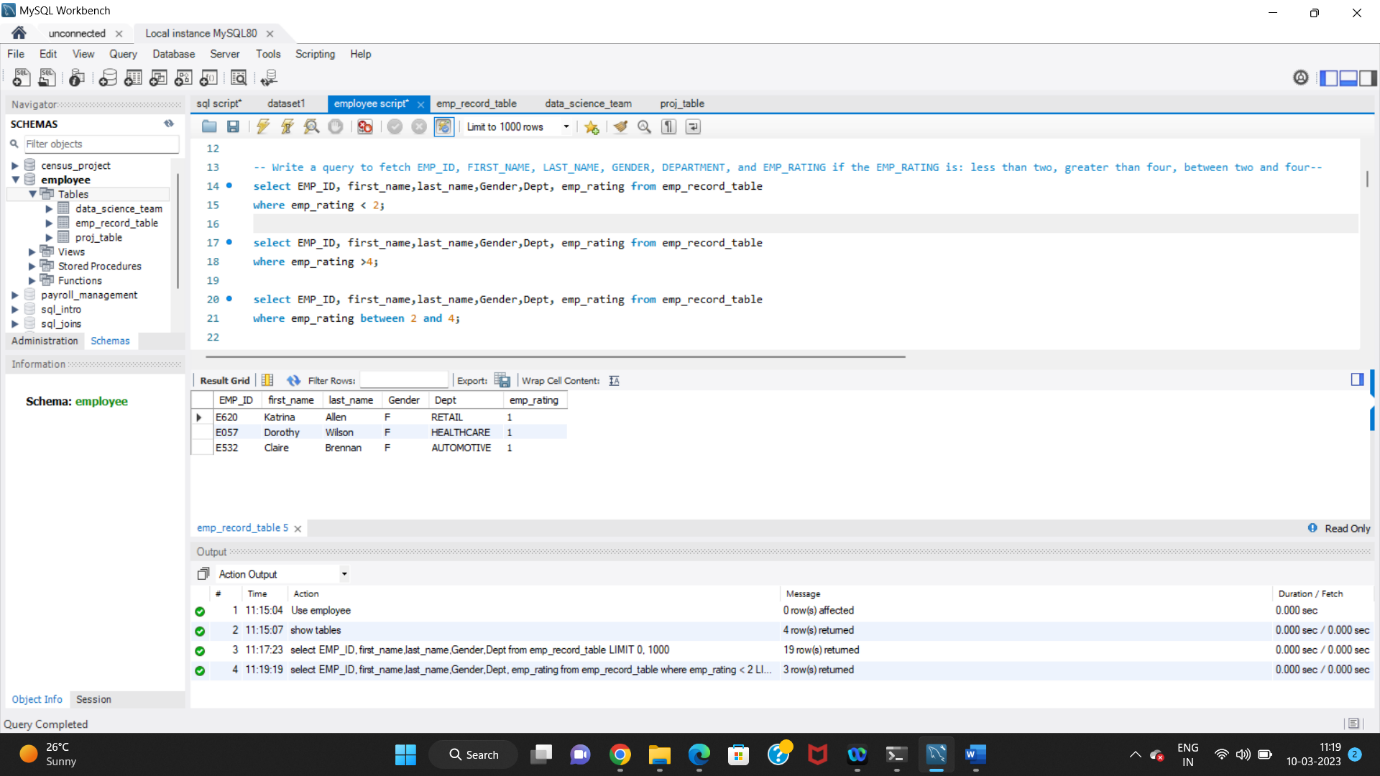 MySQL Workbench
unconnected
Local instance MySQL80
File Edit View Query Database Server Tools Scripting Help
Navigator
SCHEMAS
Filter objects
census_project
employee
Tables
data_science_team
emp_record_table
proj_table
Views
Stored Procedures
Functions
payroll_management
sql_intro
sql_joins
Administration Schemas
Information
Schema: employee
Object Info Session
sql script* dataset1 employee script* emp_record_table data_science_team proj_table
Limit to 1000 rows
12
13 -- Write a query to fetch EMP_ID, FIRST_NAME, LAST_NAME, GENDER, DEPARTMENT, and EMP_RATING if the EMP_RATING is: less than two, greater than four, between two and four--
14 select EMP_ID, first_name,last_name,Gender,Dept, emp_rating from emp_record_table
15 where emp_rating < 2;
16
17 select EMP_ID, first_name,last_name,Gender,Dept, emp_rating from emp_record_table
18 where emp_rating >4;
19
20 select EMP_ID, first_name,last_name,Gender,Dept, emp_rating from emp_record_table
21 where emp_rating between 2 and 4;
22
Result Grid Filter Rows: Export: Wrap Cell Content:
EMP_ID first_name last_name Gender Dept emp_rating
E620 Katrina Allen F RETAIL 1
E057 Dorothy Wilson F HEALTHCARE 1
E532 Claire Brennan F AUTOMOTIVE 1
emp_record_table 5
Read Only
Output
Action Output
# Time Action Message Duration / Fetch
1 11:15:04 Use employee 0 row(s) affected 0.000 sec
2 11:15:07 show tables 4 row(s) returned 0.000 sec / 0.000 sec
3 11:17:23 select EMP_ID, first_name,last_name,Gender,Dept from emp_record_table LIMIT 0, 1000 19 row(s) returned 0.000 sec / 0.000 sec
4 11:19:19 select EMP_ID, first_name,last_name,Gender,Dept, emp_rating from emp_record_table where emp_rating < 2 LI... 3 row(s) returned 0.000 sec / 0.000 sec
Query Completed
26°C
Sunny
Search
ENG
IN
11:19
10-03-2023
2